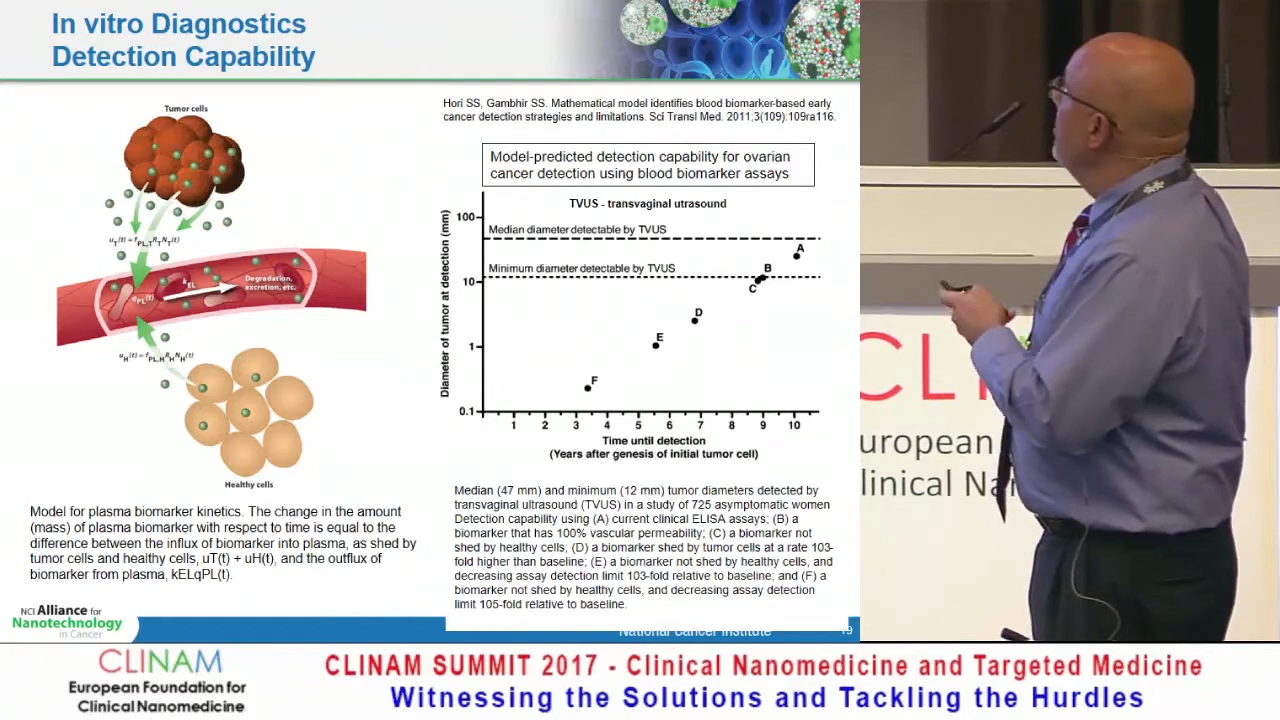 In vitro Diagnostics
Detection Capability
Tumor cells
Degradation,
excretion, etc.
Healthy cells
Model for plasma biomarker kinetics. The change in the amount
(mass) of plasma biomarker with respect to time is equal to the
difference between the influx of biomarker into plasma, as shed by
tumor cells and healthy cells, uT(t) + uH(t), and the outflux of
biomarker from plasma, kELqPL(t).
Hori SS, Gambhir SS. Mathematical model identifies blood biomarker-based early
cancer detection strategies and limitations. Sci Transl Med. 2011;3(109):109ra116.
Model-predicted detection capability for ovarian
cancer detection using blood biomarker assays
TVUS - transvaginal utrasound
Diameter of tumor at detection (mm)
100
10
1
0.1
Median diameter detectable by TVUS
Minimum diameter detectable by TVUS
A
B
C
D
E
F
1 2 3 4 5 6 7 8 9 10
Time until detection
(Years after genesis of initial tumor cell)
Median (47 mm) and minimum (12 mm) tumor diameters detected by
transvaginal ultrasound (TVUS) in a study of 725 asymptomatic women
Detection capability using (A) current clinical ELISA assays; (B) a
biomarker that has 100% vascular permeability; (C) a biomarker not
shed by healthy cells; (D) a biomarker shed by tumor cells at a rate 103-
fold higher than baseline; (E) a biomarker not shed by healthy cells, and
decreasing assay detection limit 103-fold relative to baseline; and (F) a
biomarker not shed by healthy cells, and decreasing assay detection
limit 105-fold relative to baseline.
NCI Alliance for
Nanotechnology
in Cancer
National Cancer Institute
19
CLIN
uropean
linical Na
CLINAM
European Foundation for
Clinical Nanomedicine
CLINAM SUMMIT 2017 - Clinical Nanomedicine and Targeted Medicine
Witnessing the Solutions and Tackling the Hurdles